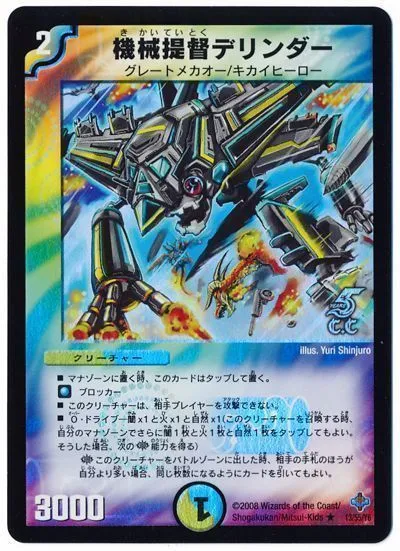 2
きかいていとく
機械提督デリンダー
グレートメカオー/キカイヒーロー
5 YEARS
C.C
illus. Yuri Shinjuro
クリーチャー
■ マナゾーンに置く時、このカードはタップして置く。
ブロッカー
■ このクリーチャーは、相手プレイヤーを攻撃できない。
■ O・ドライブー闇x1と火x1と自然x1(このクリーチャーを召喚する時、
自分のマナゾーンでさらに闇1枚と火1枚と自然1枚をタップしてもよい。
そうした場合、次の 能力を得る)
このクリーチャーをバトルゾーンに出した時、相手の手札のほうが
自分より多ければ、同じ枚数になるようにカードを引いてもよい。
3000
©2008 Wizards of the Coast/
Shogakukan/Mitsui-Kids ★ 13/55/Y6